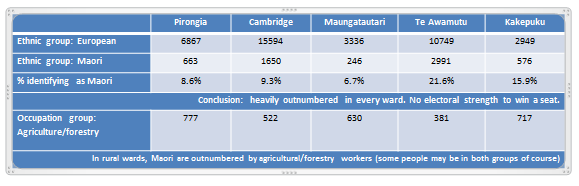 Pirongia Cambridge Maungatautari Te Awamutu Kakepuku
Ethnic group: European 6867 15594 3336 10749 2949
Ethnic group: Maori 663 1650 246 2991 576
% identifying as Maori 8.6% 9.3% 6.7% 21.6% 15.9%
Conclusion: heavily outnumbered in every ward. No electoral strength to win a seat.
Occupation group: 777 522 630 381 717
Agriculture/forestry
In rural wards, Maori are outnumbered by agricultural/forestry workers (some people may be in both groups of course)